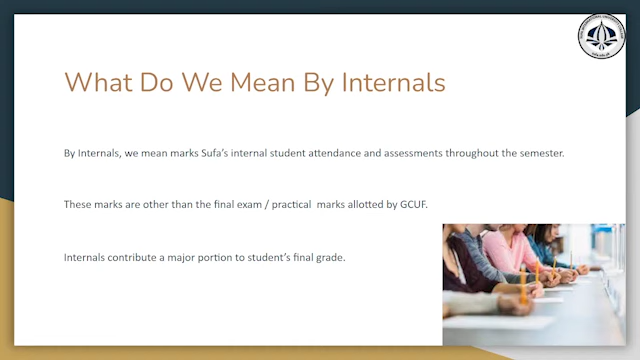 What Do We Mean By Internals
By Internals, we mean marks Sufa's internal student attendance and assessments throughout the semester.
These marks are other than the final exam / practical  marks allotted by GCUF.
Internals contribute a major portion to student's final grade.